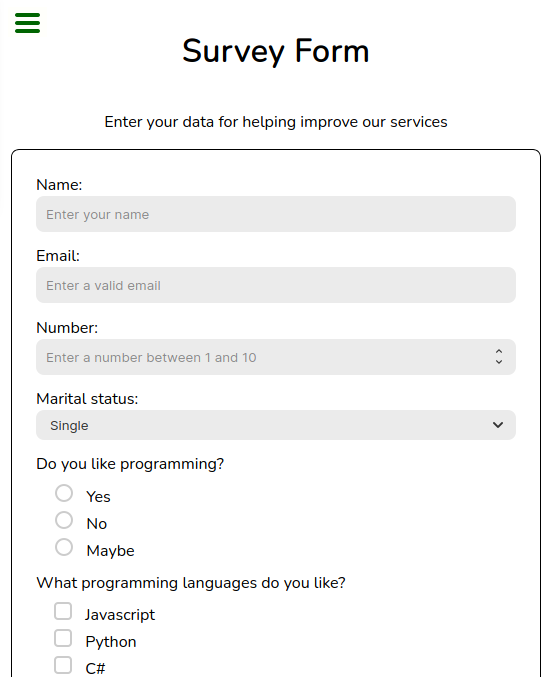 Survey Form
Enter your data for helping improve our services
Name:
Enter your name
Email:
Enter a valid email
Number:
Enter a number between 1 and 10
Marital status:
Single
Do you like programming?
Yes
No
Maybe
What programming languages do you like?
Javascript
Python
C#